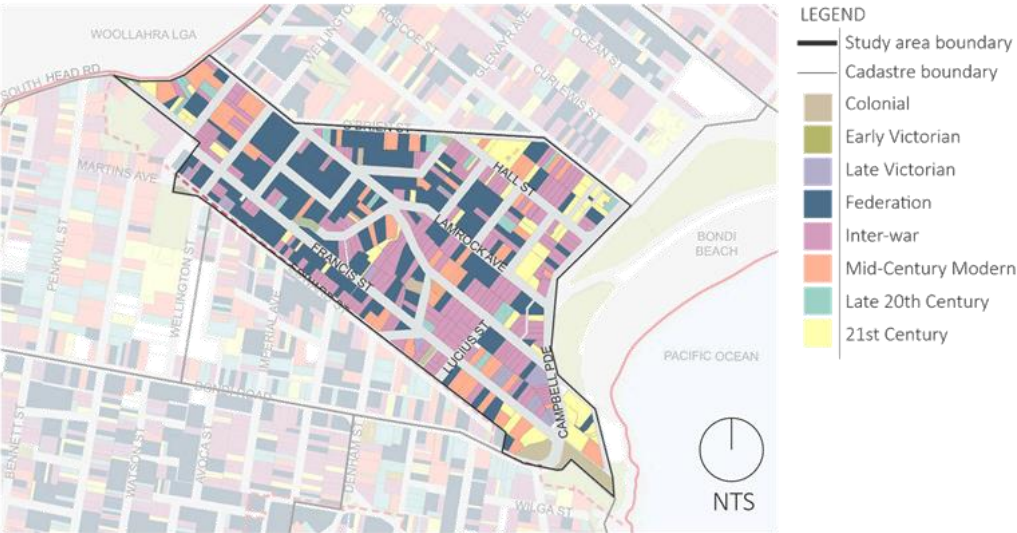 WOOLLAHRA LGA
SOUTH HEAD RD
ROSCOE ST
GLENAYR AVE
OCEAN ST
CURLEWIS ST
O'BRIEN ST
MARTINS AVE
HALL ST
PENKIVIL ST
WELLINGTON ST
LAMROCK AVE
FRANCIS ST
BONDI BEACH
IMPERIAL AVE
LUCIUS ST
CAMPBELL PDE
PACIFIC OCEAN
BONDI ROAD
BENNETT ST
WATSON ST
AVOCA ST
DENHAM ST
WILGA ST
NTS
LEGEND
Study area boundary
Cadastre boundary
Colonial
Early Victorian
Late Victorian
Federation
Inter-war
Mid-Century Modern
Late 20th Century
21st Century